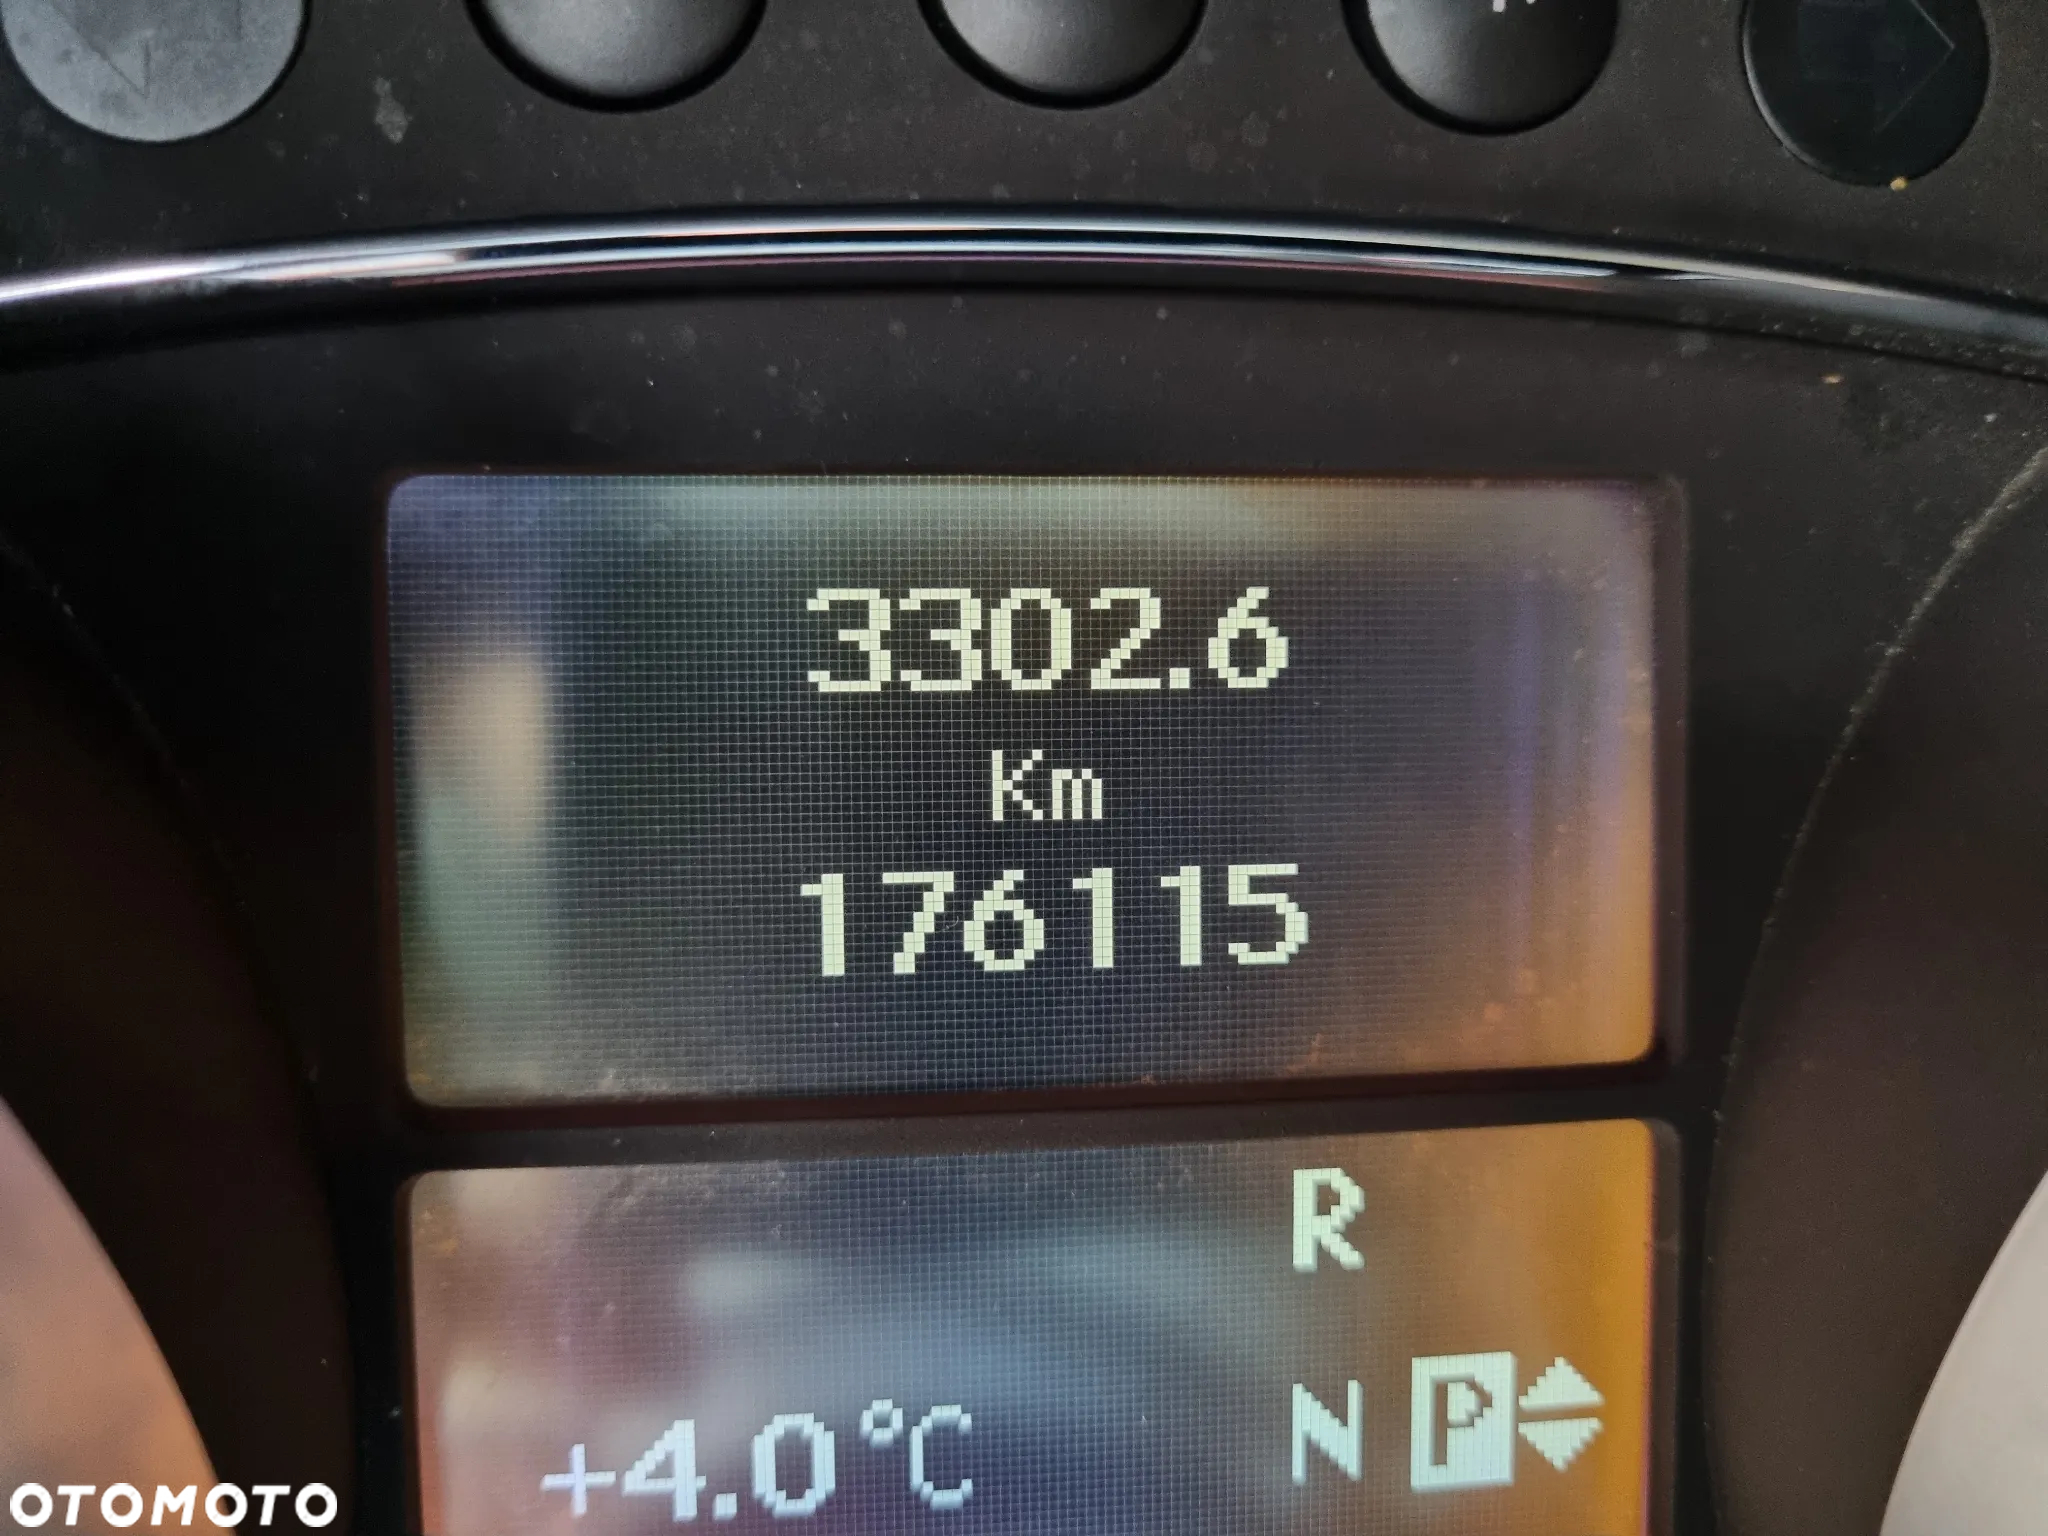 3302.6
Km
176115
R
+4.0°C N P
OTOMOTO